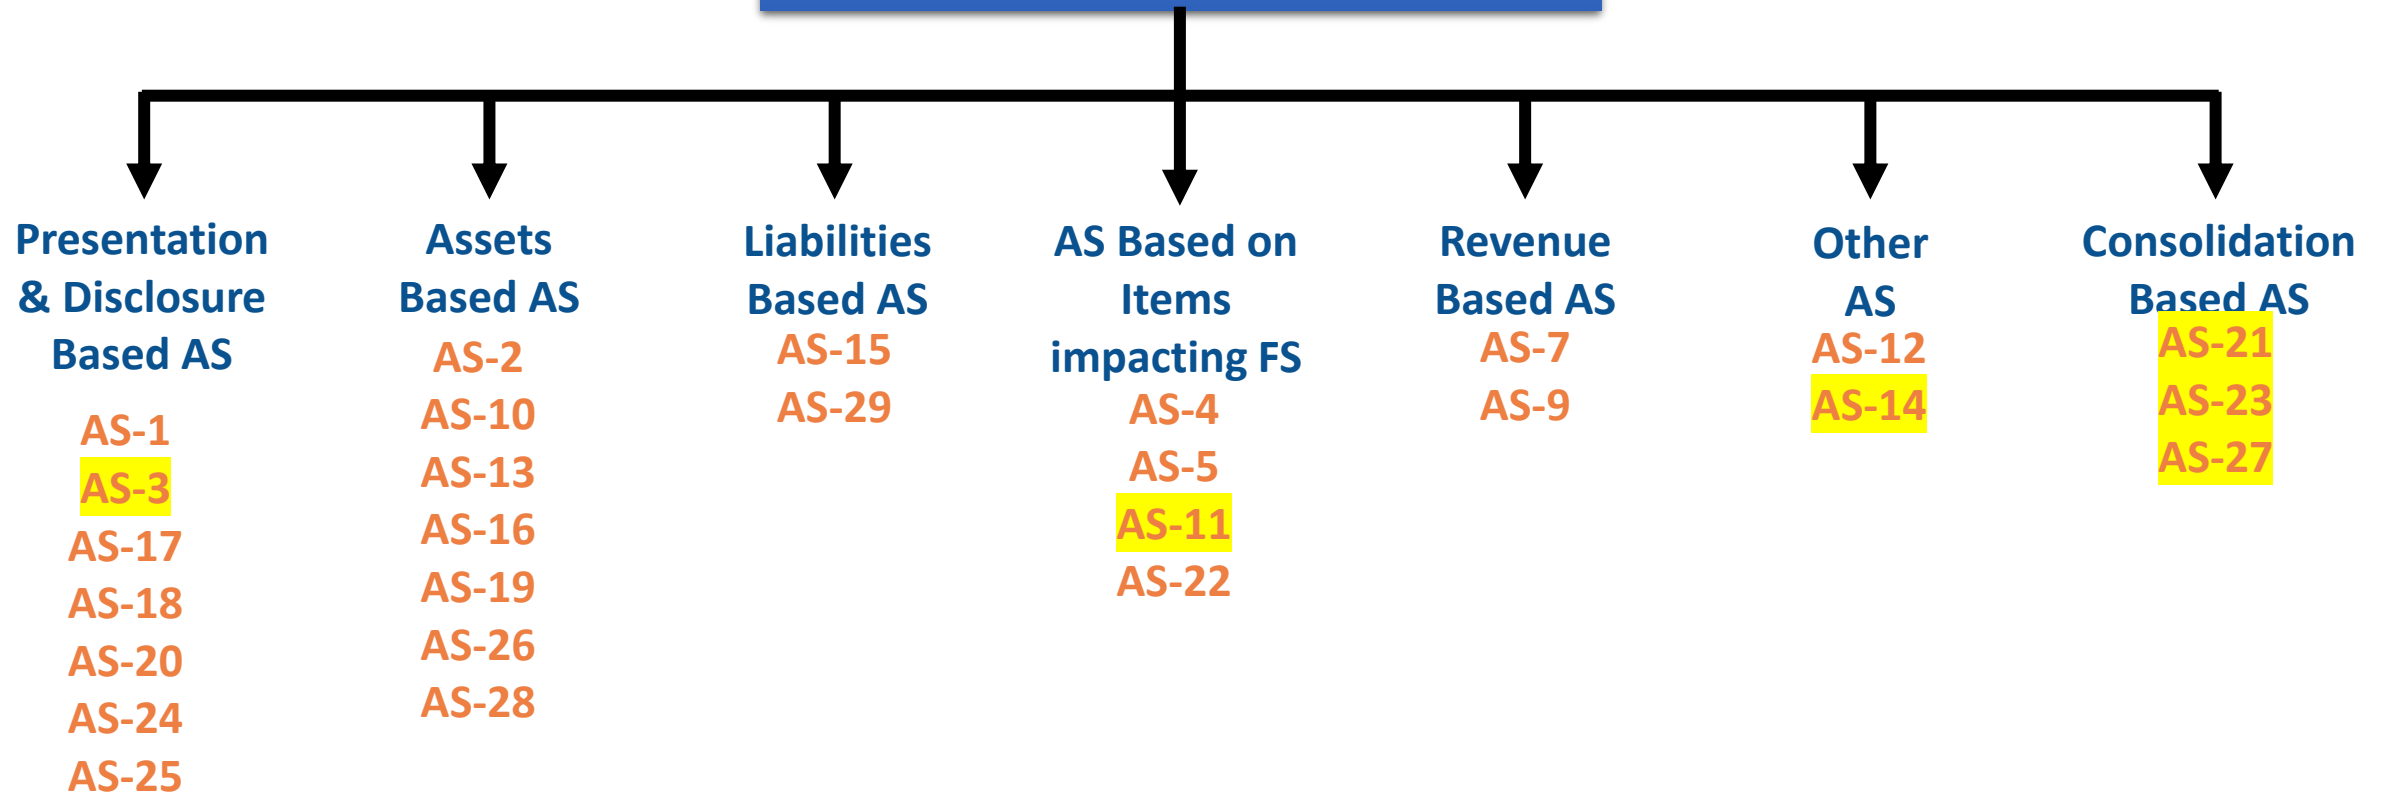 Presentation
& Disclosure
Based AS
AS-1
AS-3
AS-17
AS-18
AS-20
AS-24
AS-25
Assets
Based AS
AS-2
AS-10
AS-13
AS-16
AS-19
AS-26
AS-28
Liabilities
Based AS
AS-15
AS-29
AS Based on
Items
impacting FS
AS-4
AS-5
AS-11
AS-22
Revenue
Based AS
AS-7
AS-9
Other
AS
AS-12
AS-14
Consolidation
Based AS
AS-21
AS-23
AS-27